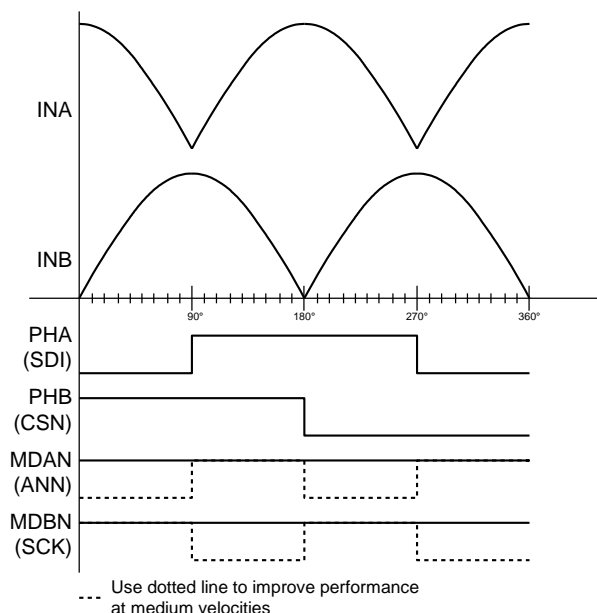 INA
INB
90°
180°
270°
360°
PHA
(SDI)
PHB
(CSN)
MDAN
(ANN)
MDBN
(SCK)
Use dotted line to improve performance
at medium velocities